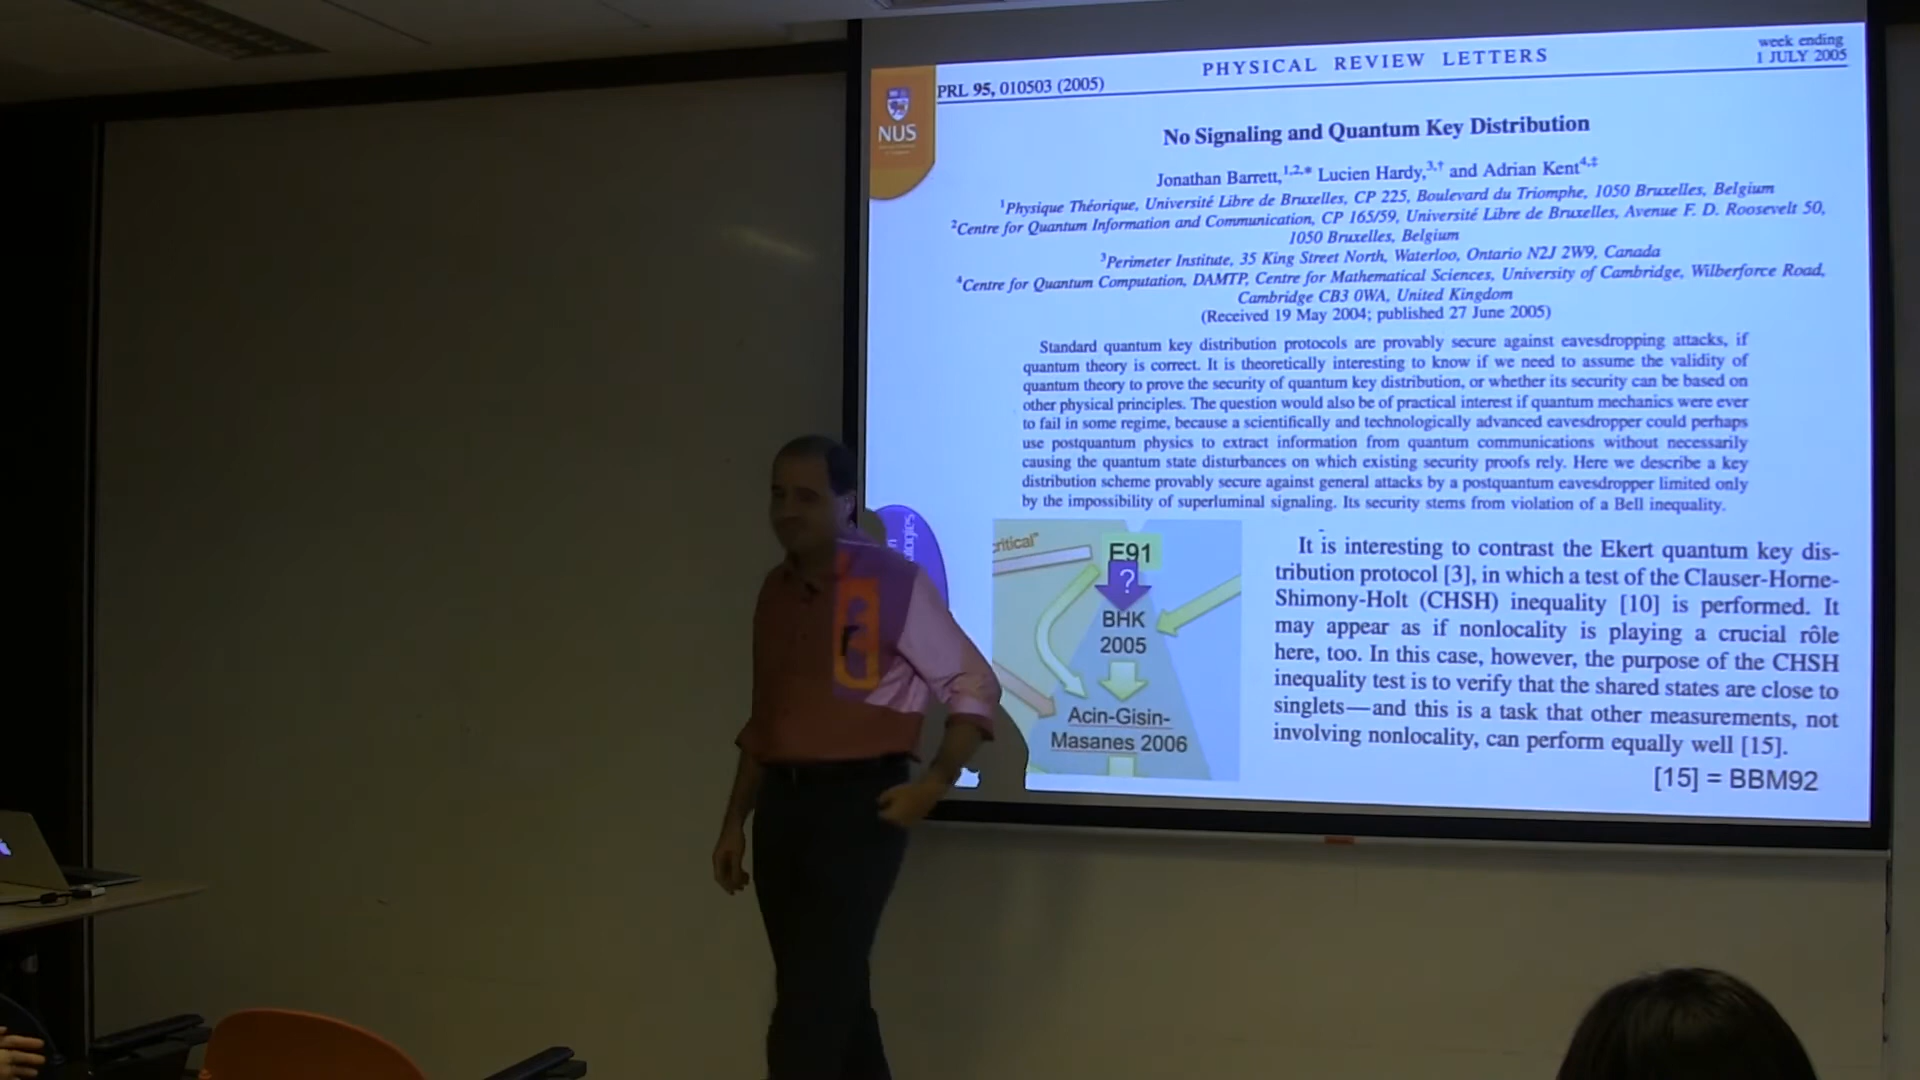 PHYSICAL REVIEW LETTERS
week ending
1 JULY 2005
PRL 95, 010503 (2005)
NUS
No Signaling and Quantum Key Distribution
Jonathan Barrett,1,2,* Lucien Hardy,3,† and Adrian Kent4,‡
1Physique Théorique, Université Libre de Bruxelles, CP 225, Boulevard du Triomphe, 1050 Bruxelles, Belgium
2Centre for Quantum Information and Communication, CP 165/59, Université Libre de Bruxelles, Avenue F. D. Roosevelt 50,
1050 Bruxelles, Belgium
3Perimeter Institute, 35 King Street North, Waterloo, Ontario N2J 2W9, Canada
4Centre for Quantum Computation, DAMTP, Centre for Mathematical Sciences, University of Cambridge, Wilberforce Road,
Cambridge CB3 0WA, United Kingdom
(Received 19 May 2004; published 27 June 2005)
Standard quantum key distribution protocols are provably secure against eavesdropping attacks, if
quantum theory is correct. It is theoretically interesting to know if we need to assume the validity of
quantum theory to prove the security of quantum key distribution, or whether its security can be based on
other physical principles. The question would also be of practical interest if quantum mechanics were ever
to fail in some regime, because a scientifically and technologically advanced eavesdropper could perhaps
use postquantum physics to extract information from quantum communications without necessarily
causing the quantum state disturbances on which existing security proofs rely. Here we describe a key
distribution scheme provably secure against general attacks by a postquantum eavesdropper limited only
by the impossibility of superluminal signaling. Its security stems from violation of a Bell inequality.
ritical"
E91
?
BHK
2005
Acin-Gisin-
Masanes 2006
It is interesting to contrast the Ekert quantum key dis-
tribution protocol [3], in which a test of the Clauser-Horne-
Shimony-Holt (CHSH) inequality [10] is performed. It
may appear as if nonlocality is playing a crucial rôle
here, too. In this case, however, the purpose of the CHSH
inequality test is to verify that the shared states are close to
singlets—and this is a task that other measurements, not
involving nonlocality, can perform equally well [15].
[15] = BBM92